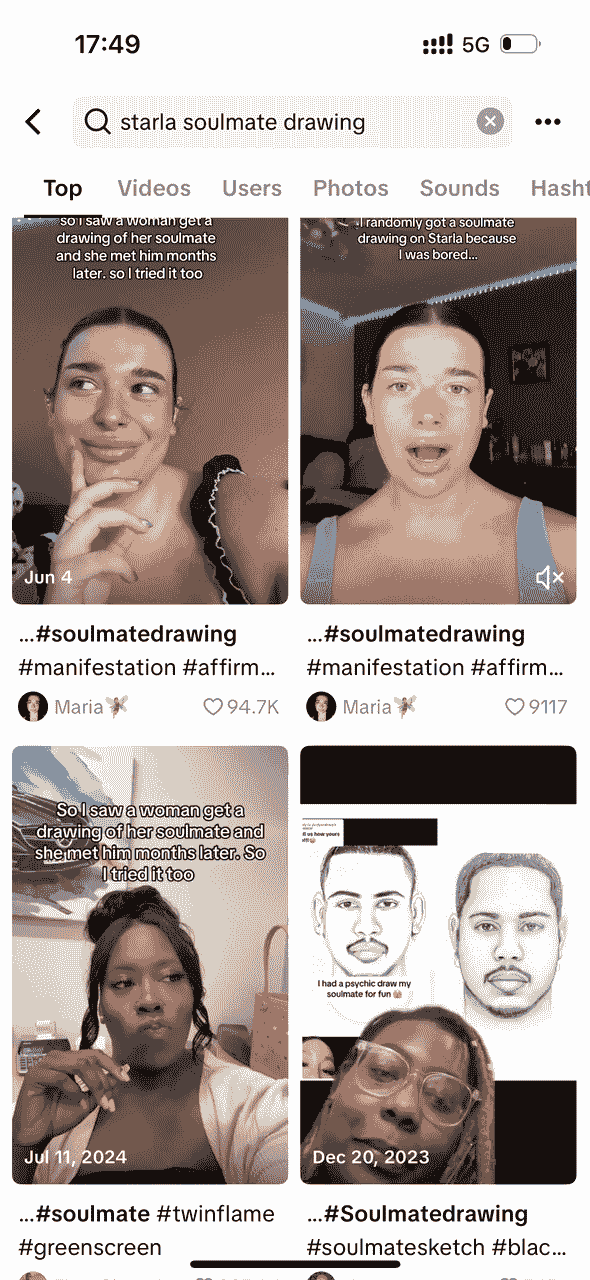 17:49
5G
starla soulmate drawing
Top Videos Users Photos Sounds Hasht
so I saw a woman get a
drawing of her soulmate
and she met him months
later. so I tried it too
Jun 4
I randomly got a soulmate
drawing on Starla because
I was bored...
...#soulmatedrawing
#manifestation #affirm...
Maria
94.7K
...#soulmatedrawing
#manifestation #affirm...
Maria
9117
So I saw a woman get a
drawing of her soulmate and
she met him months later. So
I tried it too
Jul 11, 2024
I had a psychic draw my
soulmate for fun
Dec 20, 2023
...#soulmate #twinflame
#greenscreen
...#Soulmatedrawing
#soulmatesketch #blac...